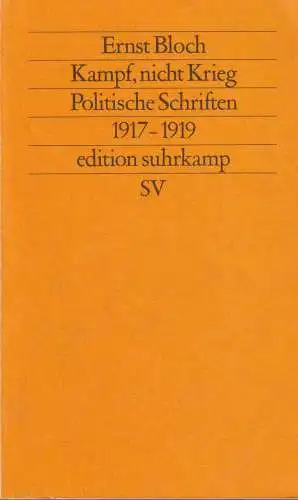 Ernst Bloch
Kampf, nicht Krieg
Politische Schriften
1917–1919
edition suhrkamp
SV